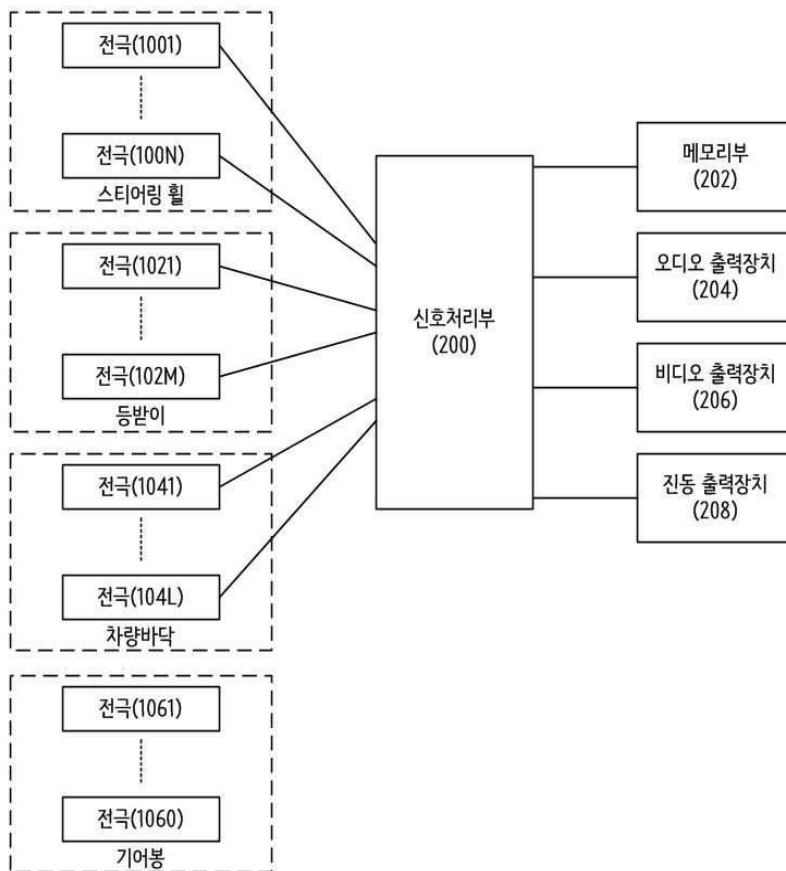 전극(1001)
전극(100N)
스티어링 휠
전극(1021)
전극(102M)
등받이
전극(1041)
전극(104L)
차량바닥
전극(1061)
전극(1060)
기어봉
신호처리부
(200)
메모리부
(202)
오디오 출력장치
(204)
비디오 출력장치
(206)
진동 출력장치
(208)